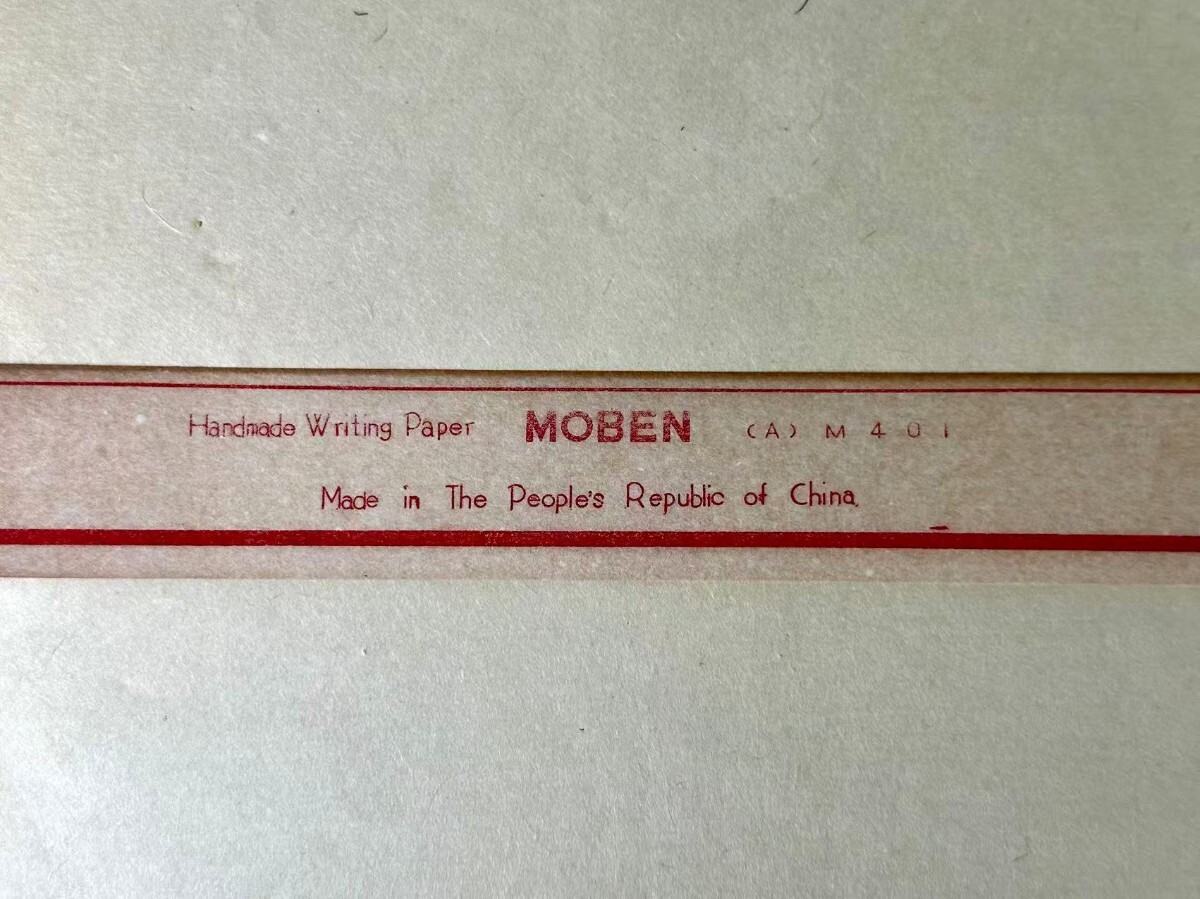 Handmade Writing Paper MOBEN (A) M 4 0 1
Made in The People's Republic of China.